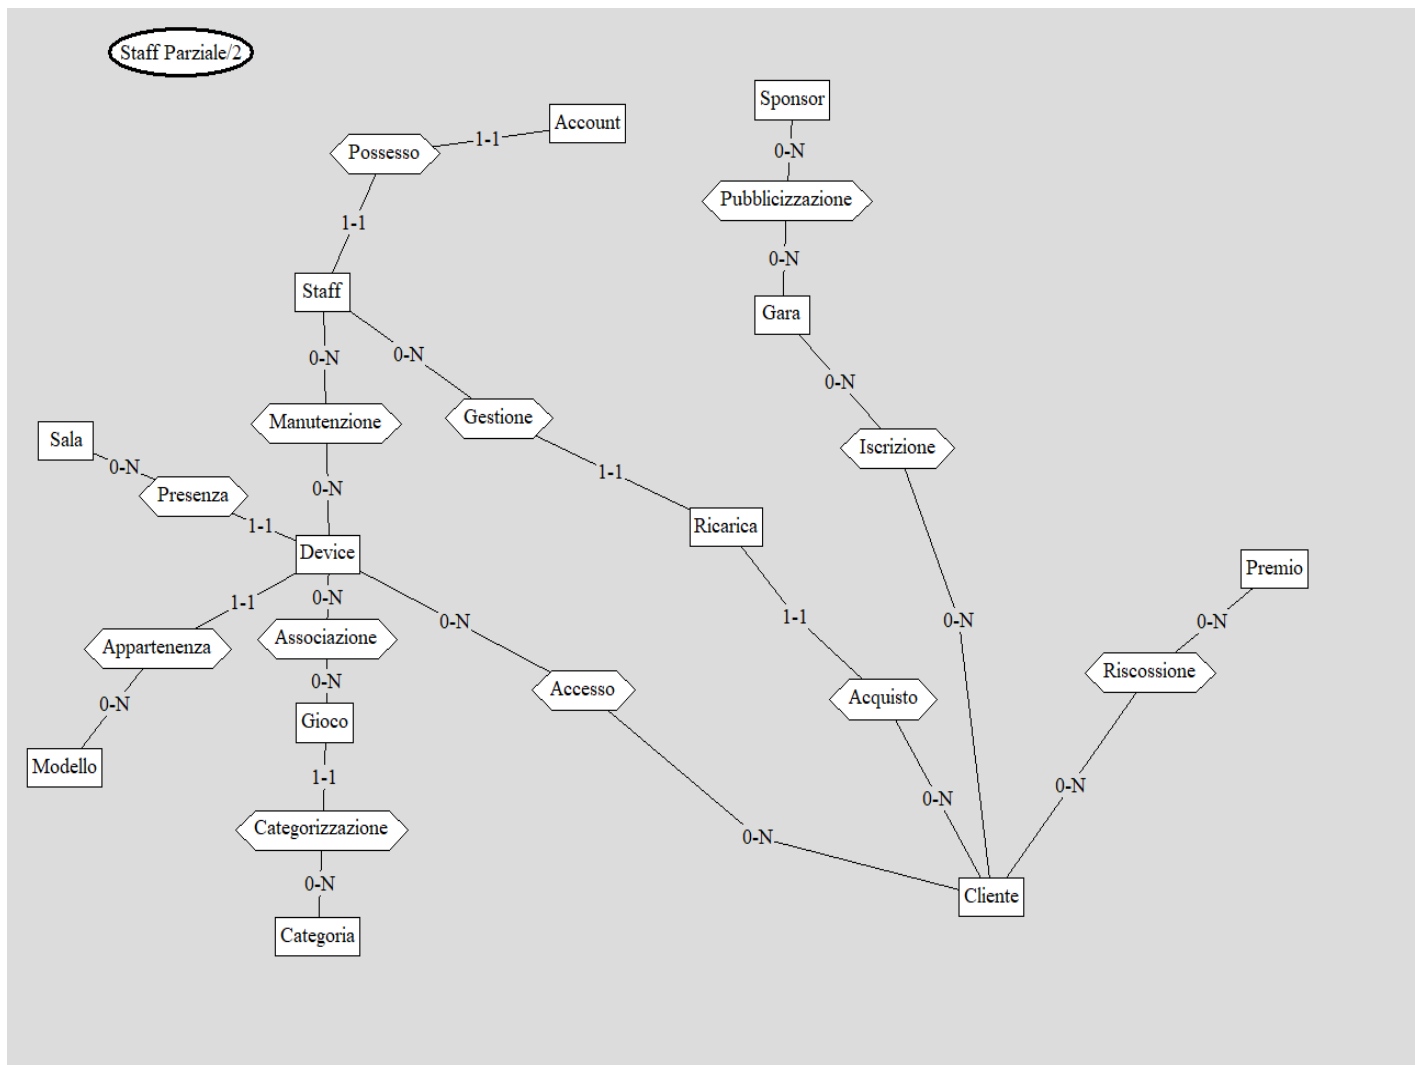 Staff Parziale/2
Sponsor
Account
1-1
Possesso
0-N
Pubblicizzazione
1-1
0-N
Staff
Gara
0-N
0-N
0-N
Manutenzione
Gestione
Sala
Iscrizione
0-N
1-1
Presenza
0-N
1-1
Ricarica
Device
Premio
0-N
1-1
1-1
0-N
0-N
0-N
Associazione
Appartenenza
Riscossione
0-N
Accesso
Acquisto
0-N
Gioco
Modello
1-1
0-N
0-N
Categorizzazione
0-N
0-N
Cliente
Categoria